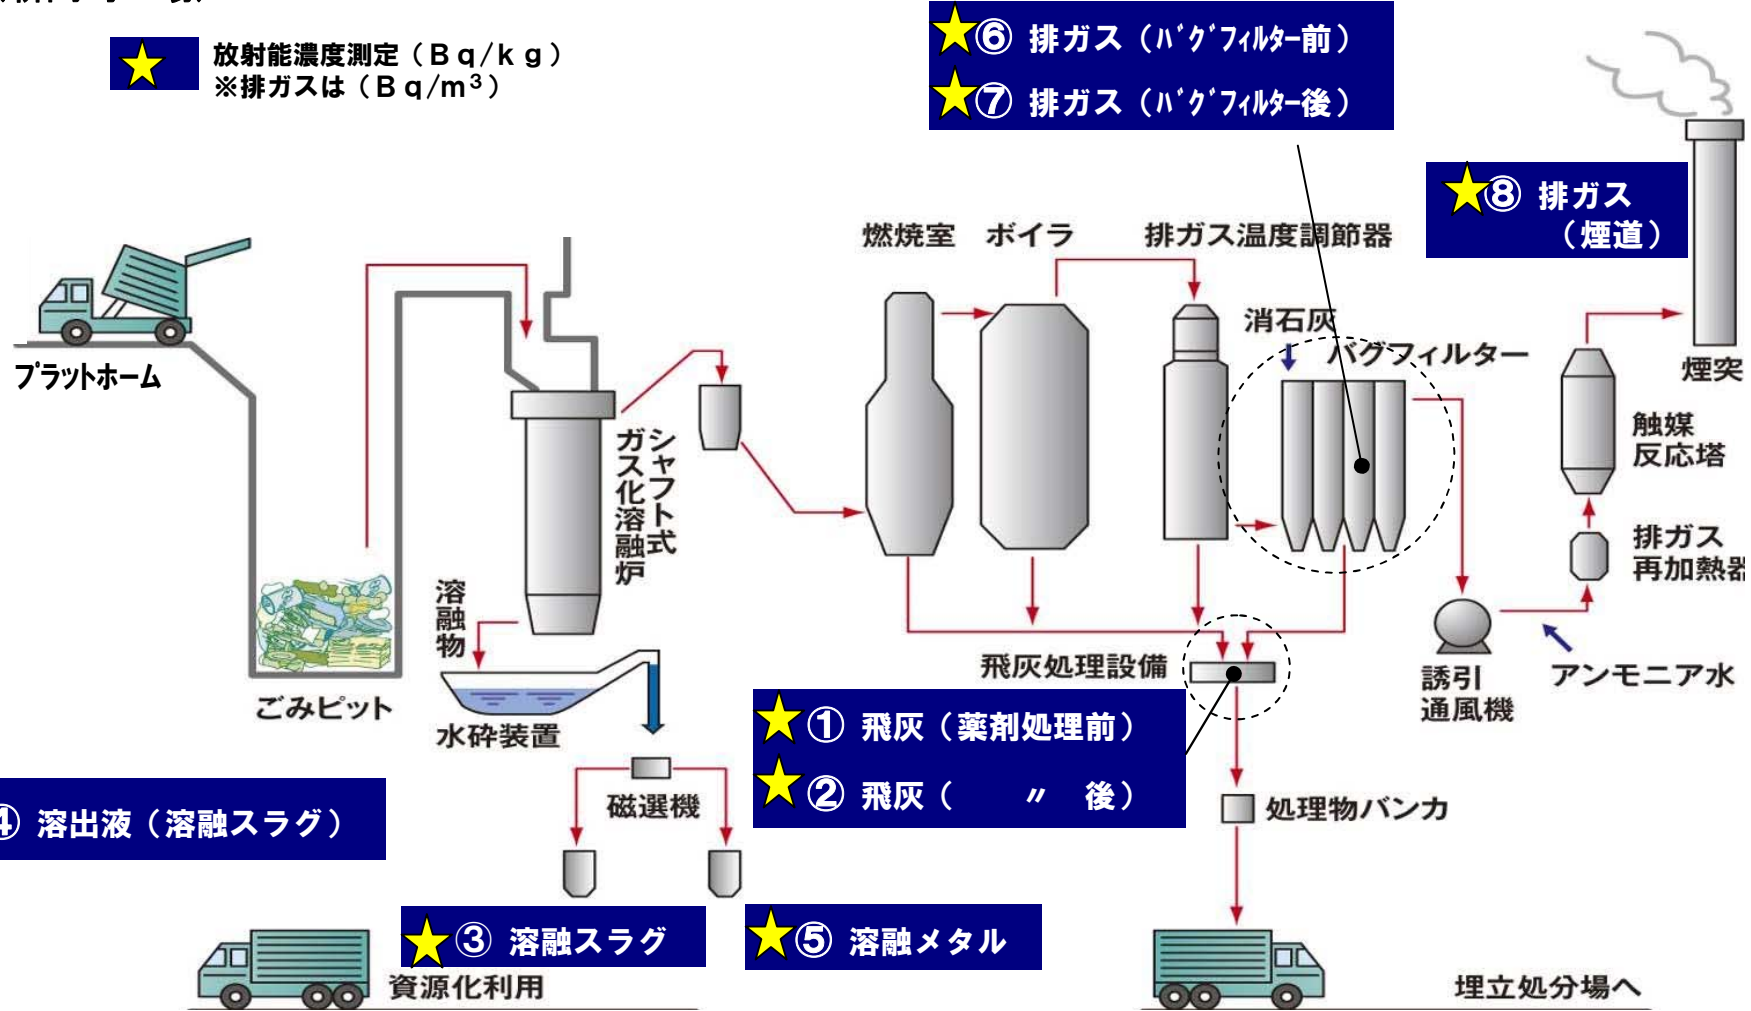 放射能濃度測定（Ｂｑ/ｋｇ）
※排ガスは（Ｂｑ/m³）
⑥ 排ガス（ﾊﾞｸﾞﾌｨﾙﾀｰ前）
⑦ 排ガス（ﾊﾞｸﾞﾌｨﾙﾀｰ後）
⑧ 排ガス
（煙道）
燃焼室
ボイラ
排ガス温度調節器
消石灰
バグフィルター
煙突
プラットホーム
シャフト式
ガス化溶融炉
触媒
反応塔
排ガス
再加熱器
溶融物
ごみピット
水砕装置
飛灰処理設備
誘引
通風機
アンモニア水
① 飛灰（薬剤処理前）
② 飛灰（　〃　後）
磁選機
処理物バンカ
④ 溶出液（溶融スラグ）
③ 溶融スラグ
⑤ 溶融メタル
資源化利用
埋立処分場へ